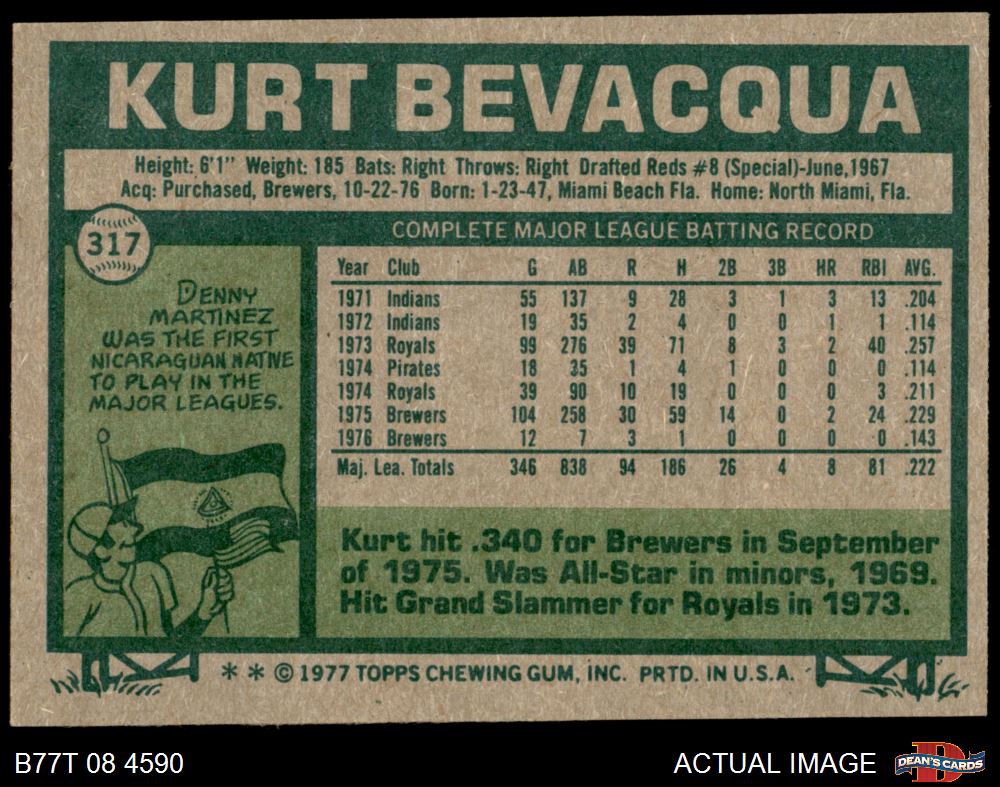 KURT BEVACQUA
Height: 6'1" Weight: 185 Bats: Right Throws: Right Drafted Reds #8 (Special)-June,1967
Acq: Purchased, Brewers, 10-22-76 Born: 1-23-47, Miami Beach Fla. Home: North Miami, Fla.
317
DENNY
MARTINEZ
WAS THE FIRST
NICARAGUAN NATIVE
TO PLAY IN THE
MAJOR LEAGUES.
COMPLETE MAJOR LEAGUE BATTING RECORD
Year Club G AB R H 2B 3B HR RBI AVG.
1971 Indians 55 137 9 28 3 1 3 13 .204
1972 Indians 19 35 2 4 0 0 1 1 .114
1973 Royals 99 276 39 71 8 3 2 40 .257
1974 Pirates 18 35 1 4 1 0 0 0 .114
1974 Royals 39 90 10 19 0 0 0 3 .211
1975 Brewers 104 258 30 59 14 0 2 24 .229
1976 Brewers 12 7 3 1 0 0 0 0 .143
Maj. Lea. Totals 346 838 94 186 26 4 8 81 .222
Kurt hit .340 for Brewers in September
of 1975. Was All-Star in minors, 1969.
Hit Grand Slammer for Royals in 1973.
* * © 1977 TOPPS CHEWING GUM, INC. PRTD. IN U.S.A.
B77T 08 4590
ACTUAL IMAGE
DEAN'S CARDS